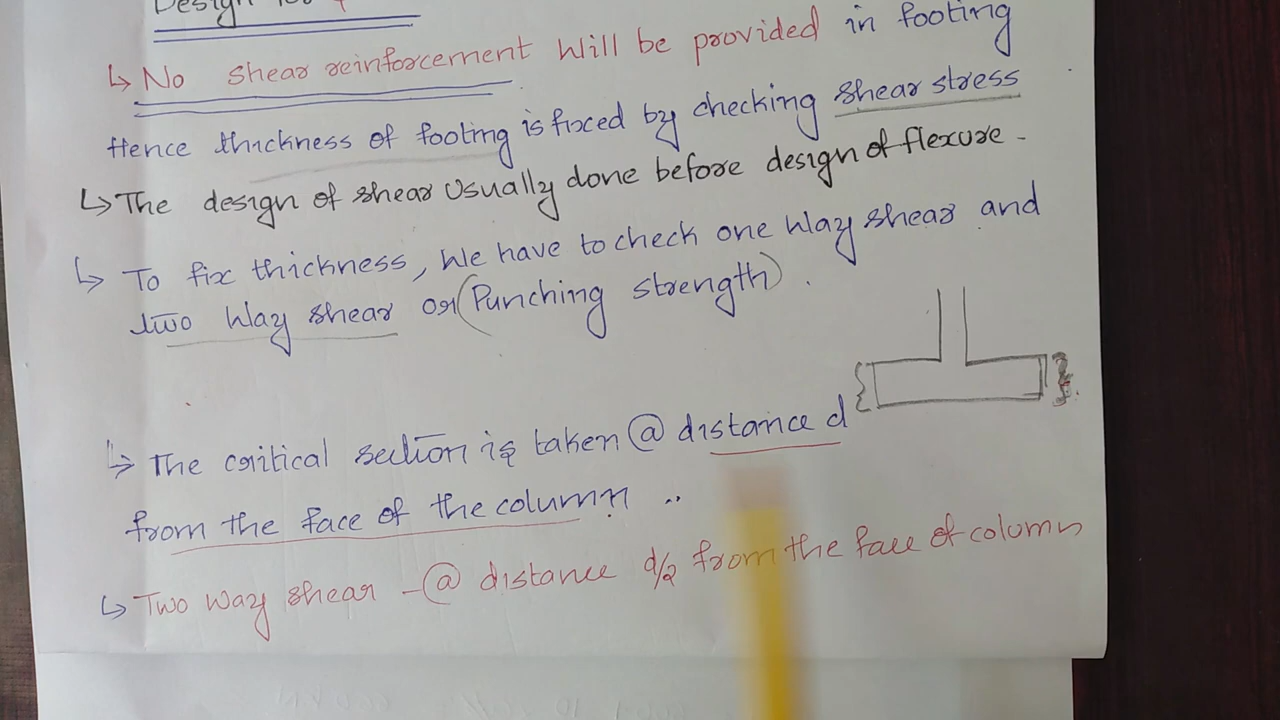 Design
↳ No shear reinforcement will be provided in footing
Hence thickness of footing is fixed by checking shear stress
↳ The design of shear usually done before design of flexure -
↳ To fix thickness, we have to check one way shear and
two way shear or (Punching strength).
↳ The critical section is taken @ distance d
from the face of the column ..
↳ Two way shear - @ distance d/2 from the face of column